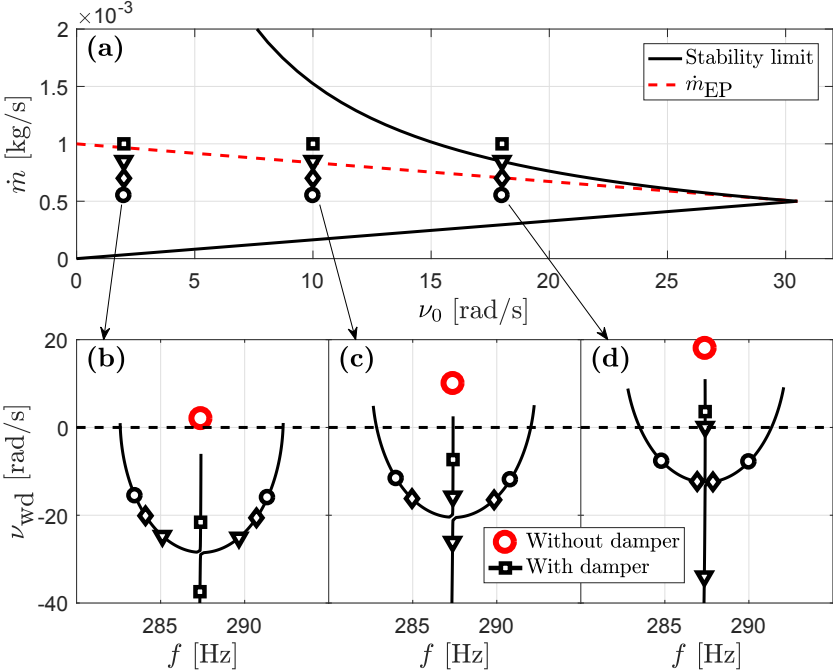 ×10⁻³
2
(a)
Stability limit
ṁEP
1.5
1
0.5
0
ṁ [kg/s]
0 5 10 15 20 25 30
ν₀ [rad/s]
20
(b) (c) (d)
0
-20
-40
νwd [rad/s]
Without damper
With damper
285 290 285 290 285 290
f [Hz] f [Hz] f [Hz]